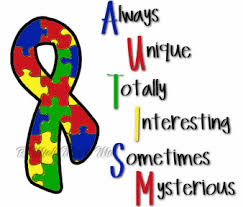 Always
Unique
Totally
Interesting
Sometimes
Mysterious